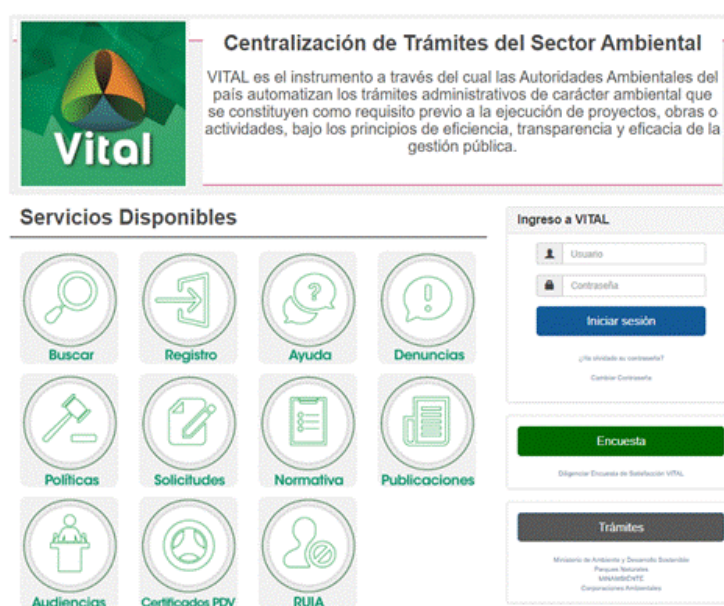 Vital
Centralización de Trámites del Sector Ambiental
VITAL es el instrumento a través del cual las Autoridades Ambientales del
país automatizan los trámites administrativos de carácter ambiental que
se constituyen como requisito previo a la ejecución de proyectos, obras o
actividades, bajo los principios de eficiencia, transparencia y eficacia de la
gestión pública.
Servicios Disponibles
Buscar
Registro
Ayuda
Denuncias
Políticas
Solicitudes
Normativa
Publicaciones
Audiencias
Certificados PDV
RUIA
Ingreso a VITAL
Usuario
Contraseña
Iniciar sesión
¿Ha olvidado su contraseña?
Cambiar Contraseña
Encuesta
Diligenciar Encuesta de Satisfacción VITAL.
Trámites
Ministerio de Ambiente y Desarrollo Sostenible
Parques Naturales
MINAMBIENTE
Corporaciones Ambientales